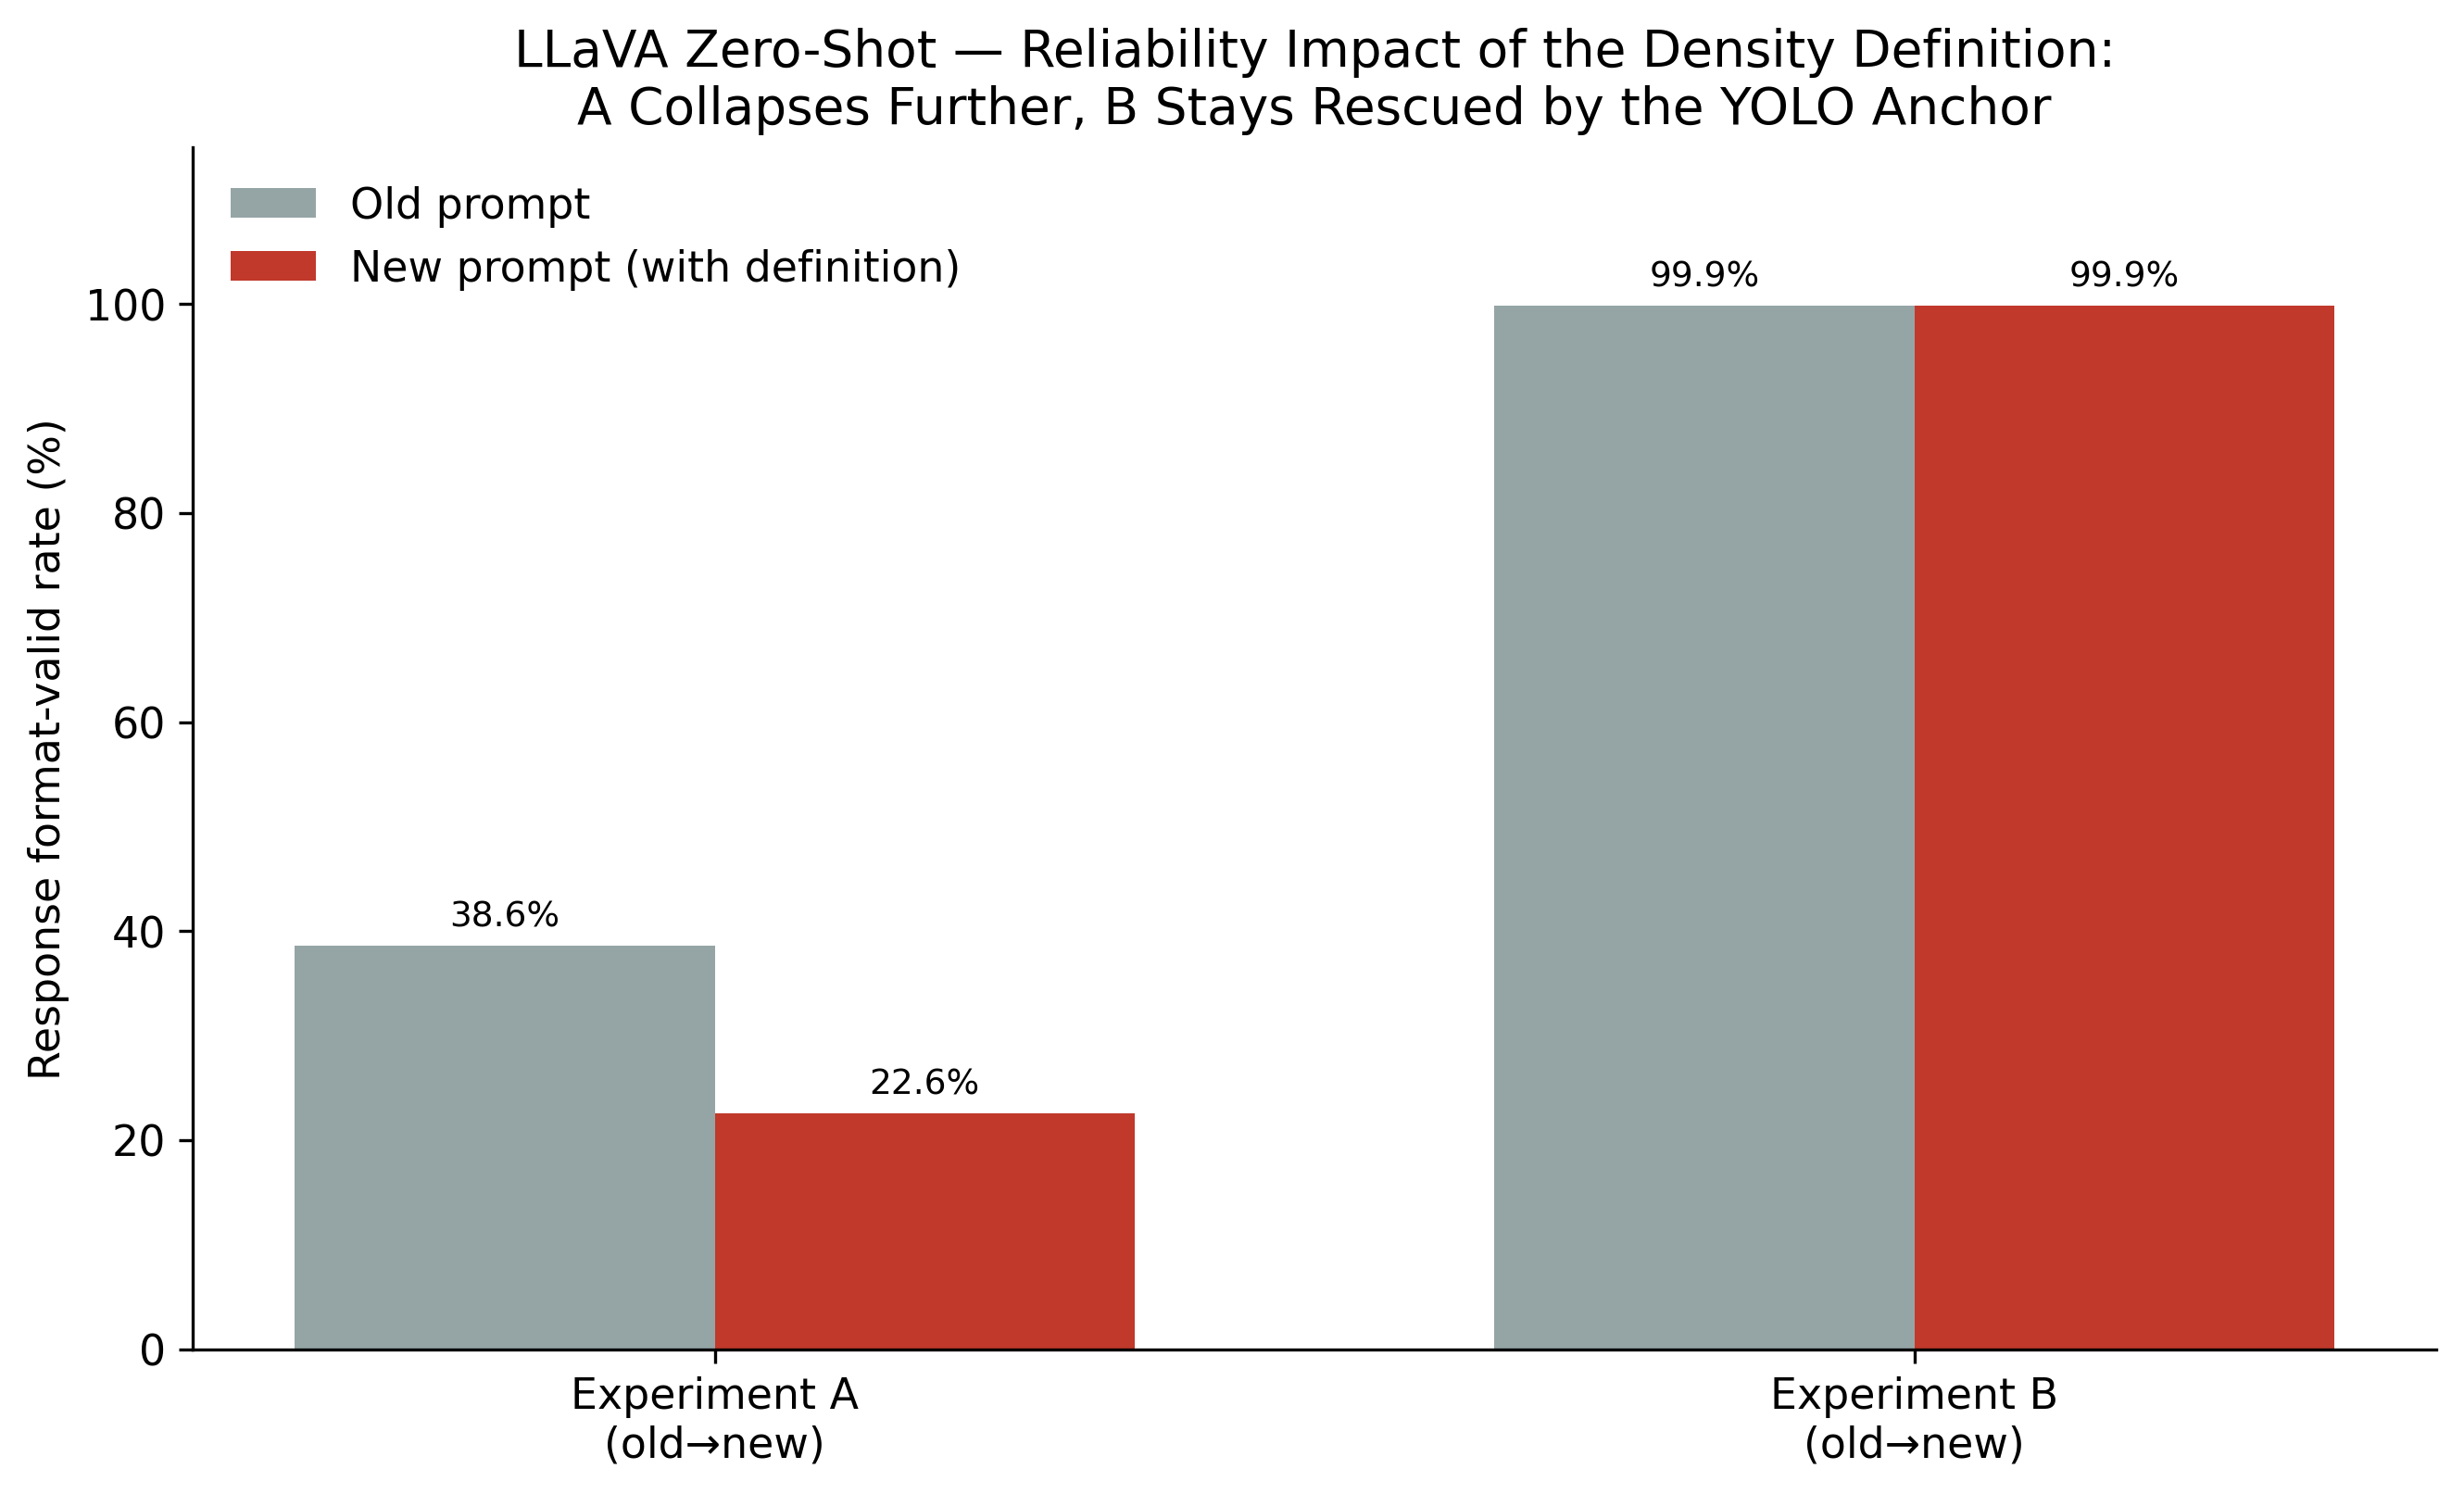 LLaVA Zero-Shot — Reliability Impact of the Density Definition:
A Collapses Further, B Stays Rescued by the YOLO Anchor
Old prompt
New prompt (with definition)
Response format-valid rate (%)
100
80
60
40
20
0
38.6%
22.6%
99.9%
99.9%
Experiment A
(old→new)
Experiment B
(old→new)